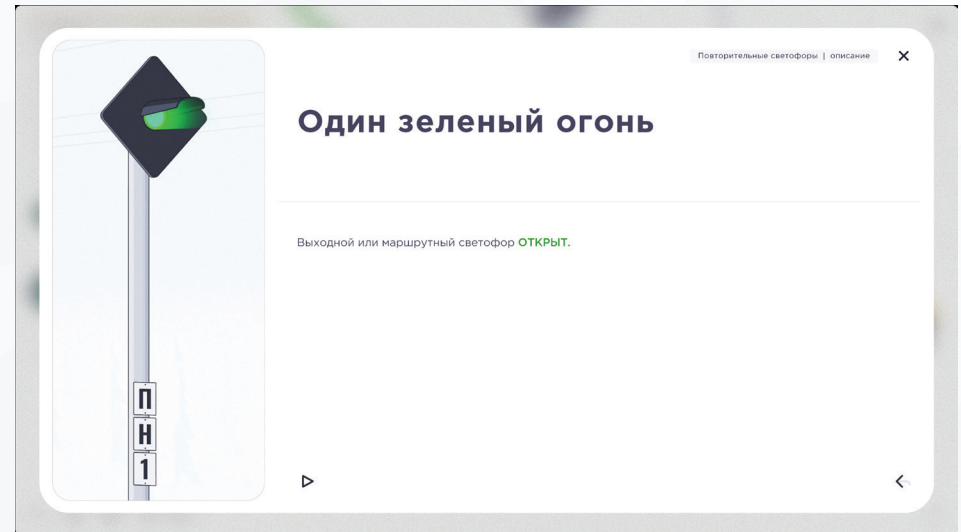 Повторительные светофоры | описание
Один зеленый огонь
Выходной или маршрутный светофор ОТКРЫТ.
П
Н
1